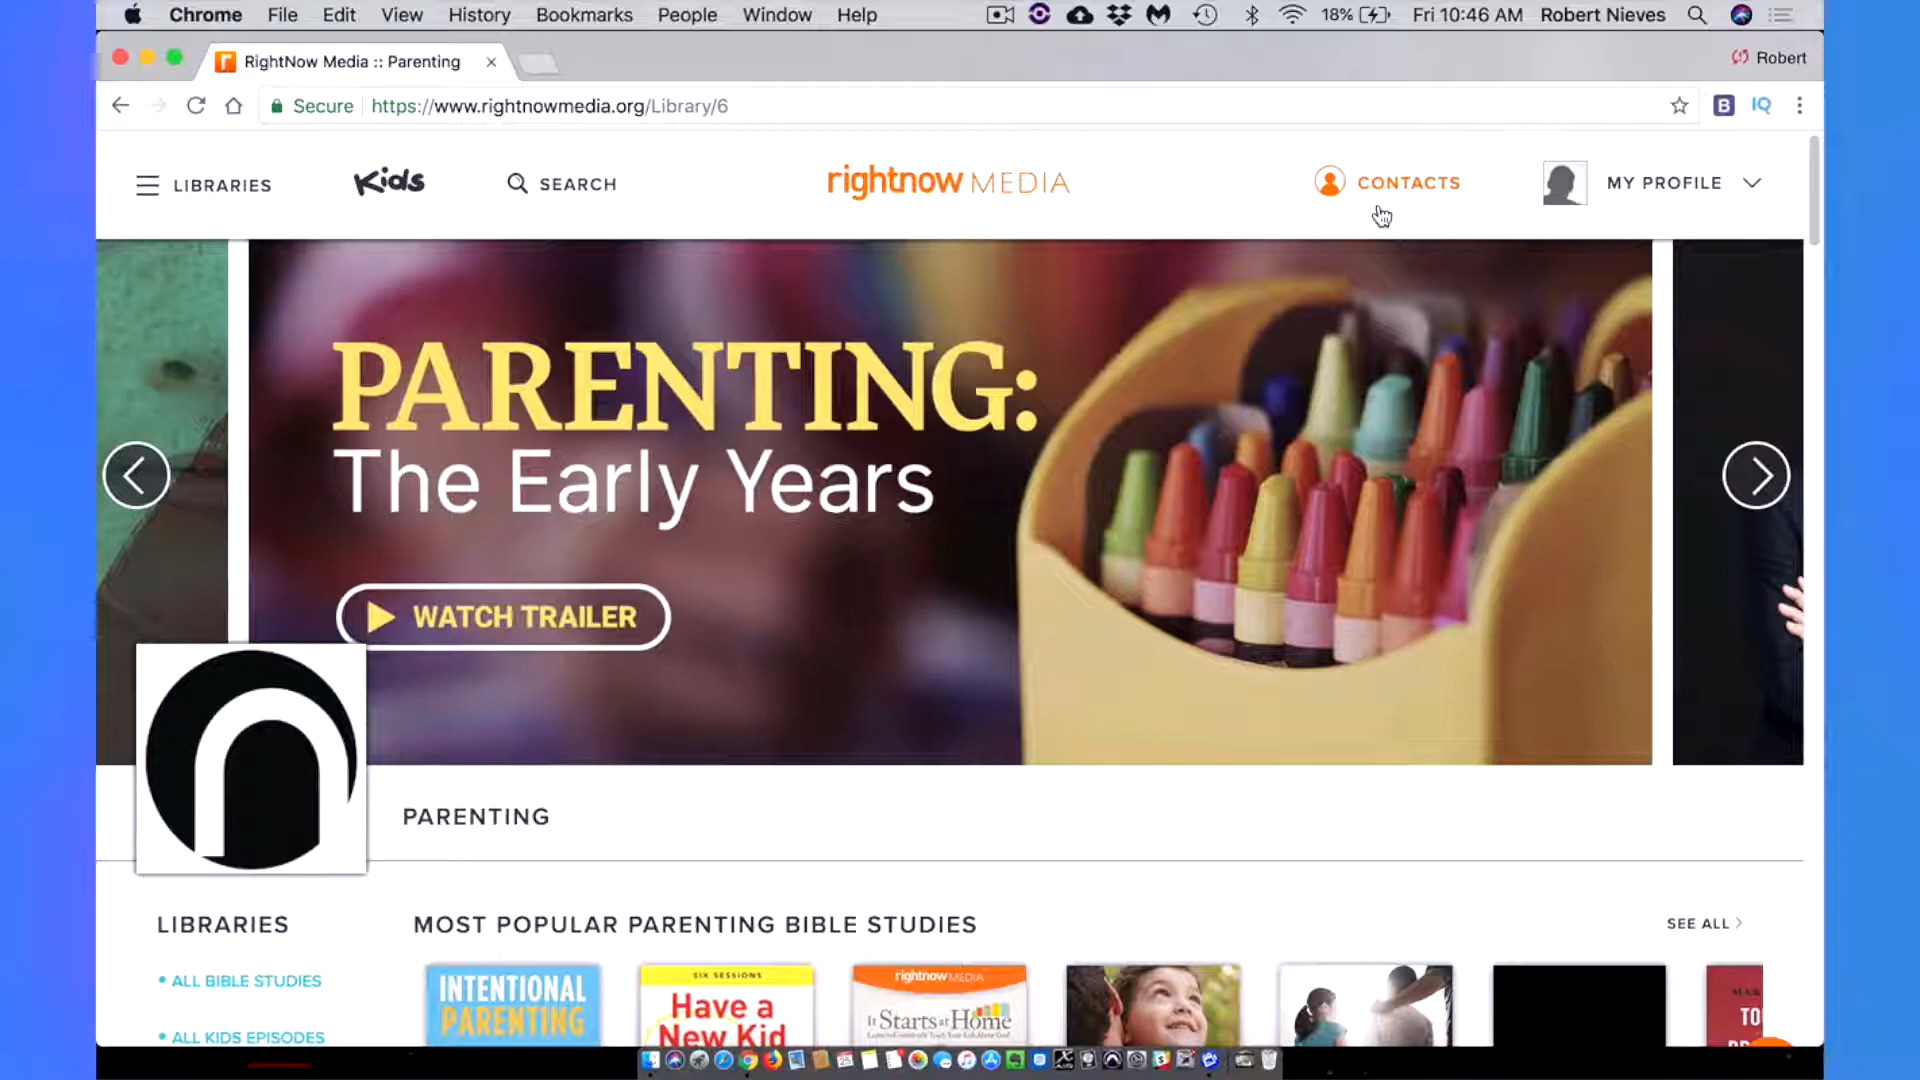 Chrome File Edit View History Bookmarks People Window Help 18% Fri 10:46 AM Robert Nieves
RightNow Media :: Parenting
Robert
Secure https://www.rightnowmedia.org/Library/6
B IQ
LIBRARIES Kids SEARCH rightnow MEDIA CONTACTS MY PROFILE
PARENTING:
The Early Years
WATCH TRAILER
PARENTING
LIBRARIES
MOST POPULAR PARENTING BIBLE STUDIES
SEE ALL
ALL BIBLE STUDIES
ALL KIDS EPISODES
INTENTIONAL
PARENTING
SIX SESSIONS
Have a
New Kid
rightnow MEDIA
It Starts at Home
TO